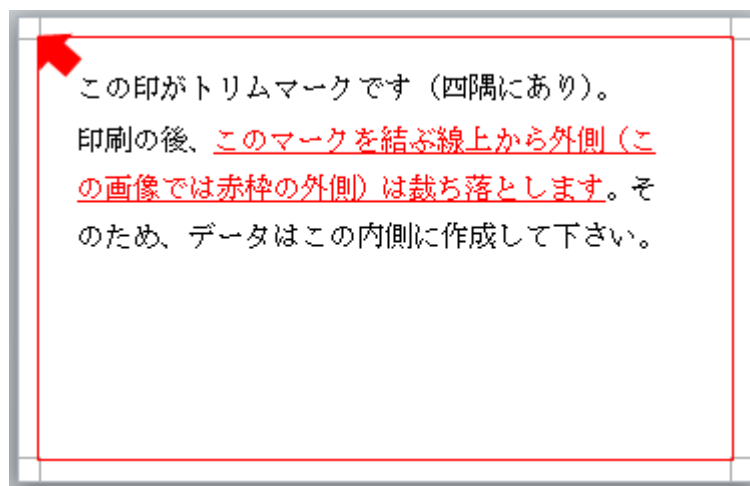 この印がトリムマークです（四隅にあり）。
印刷の後、このマークを結ぶ線上から外側（こ
の画像では赤枠の外側）は裁ち落とします。そ
のため、データはこの内側に作成して下さい。